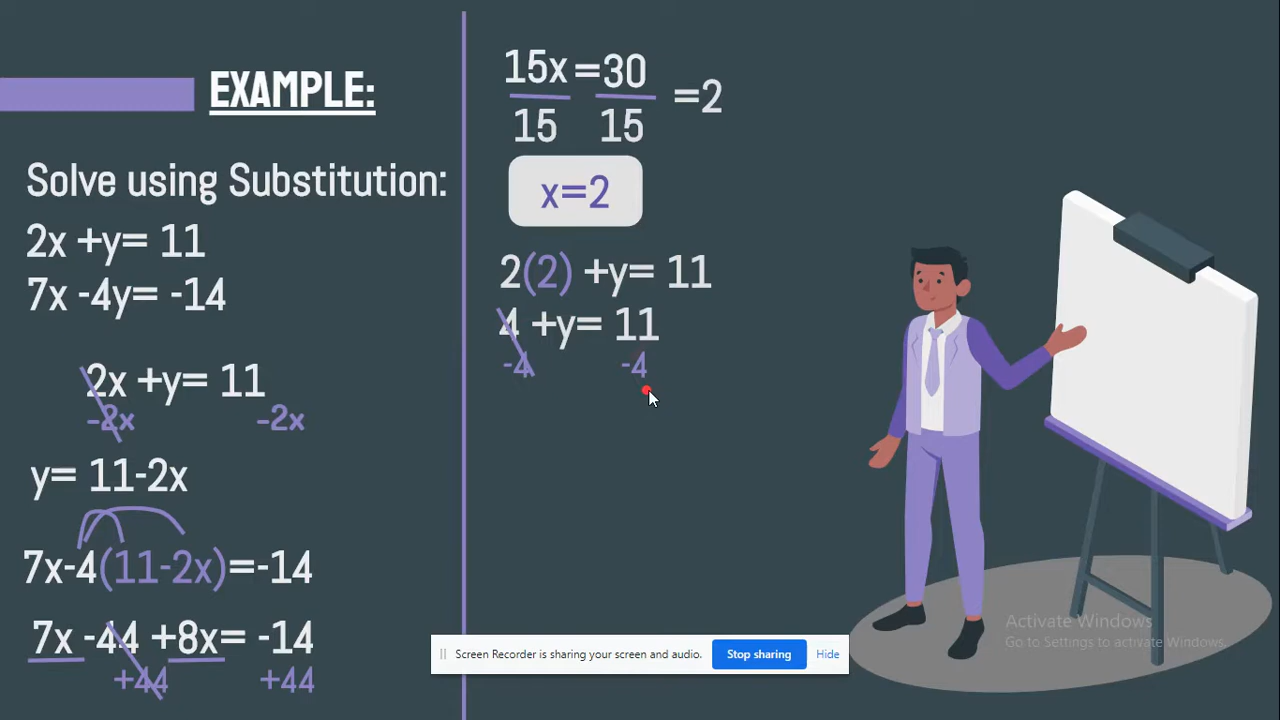 EXAMPLE:
Solve using Substitution:
2x +y= 11
7x -4y= -14
2x +y= 11
-2x -2x
y= 11-2x
7x-4(11-2x)=-14
7x -44 +8x= -14
+44 +44
15x=30
15 15 =2
x=2
2(2) +y= 11
4 +y= 11
-4 -4
Activate Windows
Go to Settings to activate Windows.
Screen Recorder is sharing your screen and audio. Stop sharing Hide